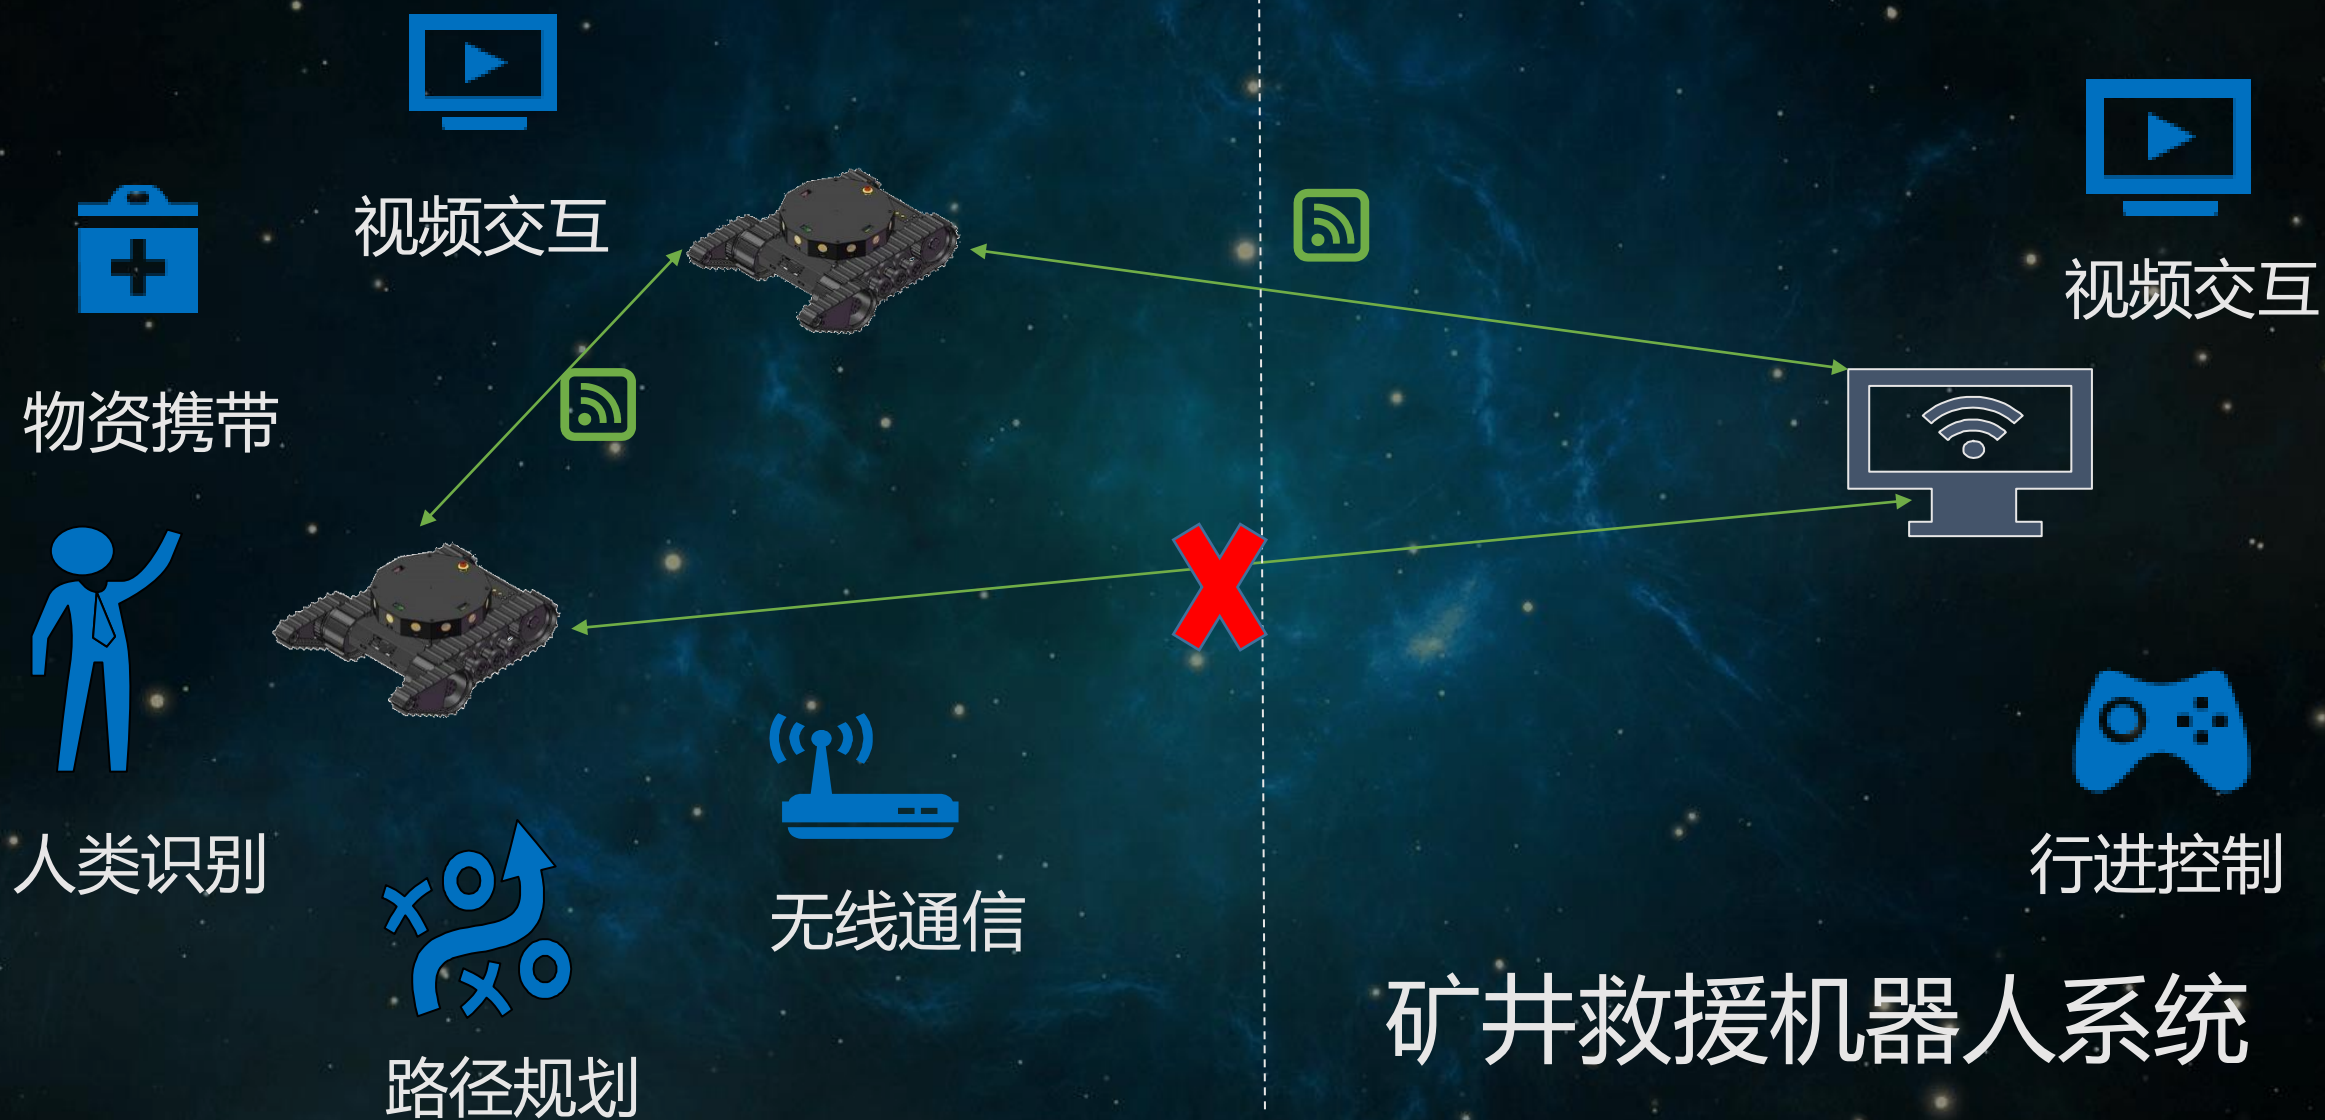 视频交互
视频交互
物资携带
人类识别
行进控制
无线通信
矿井救援机器人系统
路径规划